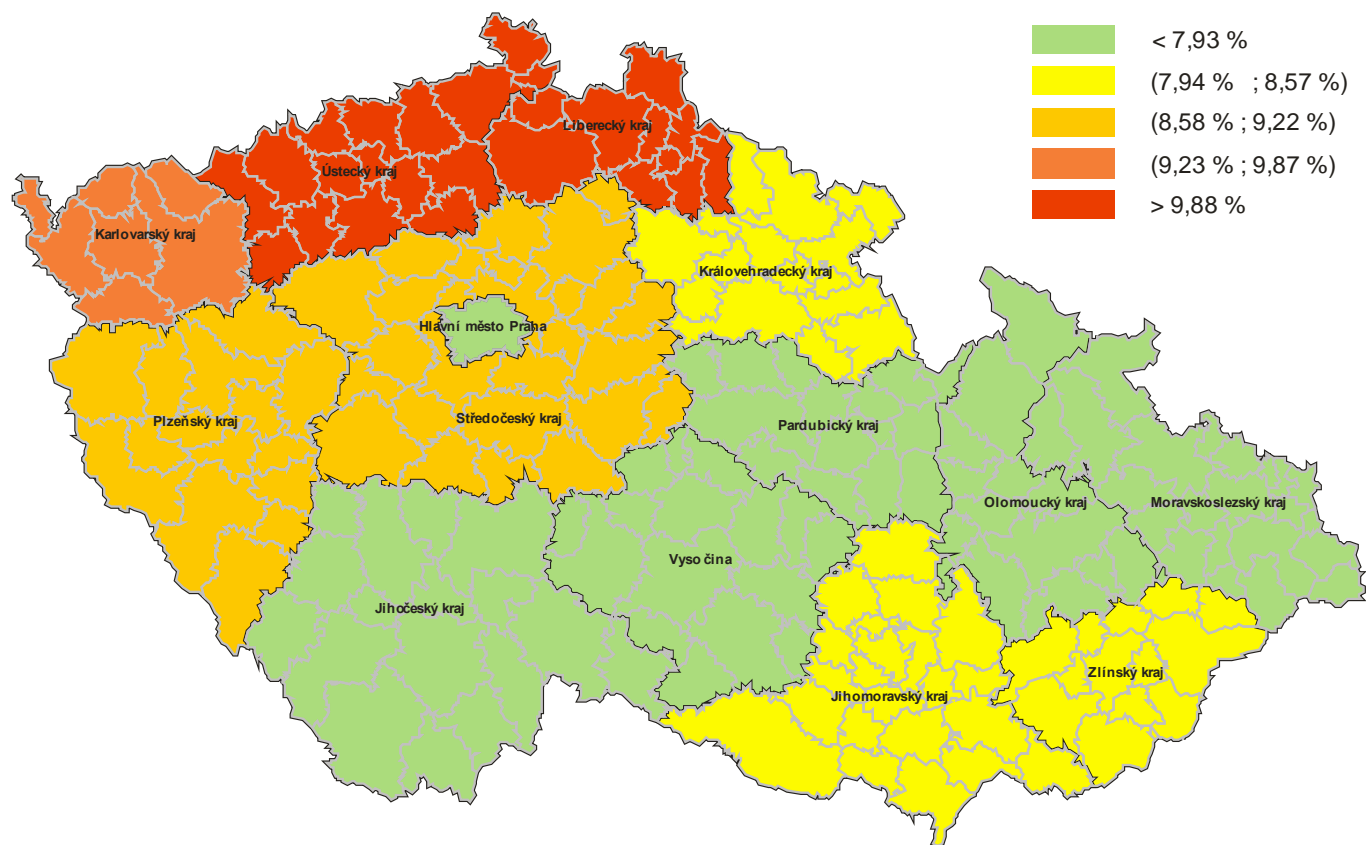 < 7,93 %
(7,94 % ; 8,57 %)
(8,58 % ; 9,22 %)
(9,23 % ; 9,87 %)
> 9,88 %
Liberecký kraj
Ústecký kraj
Karlovarský kraj
Královehradecký kraj
Hlavní město Praha
Plzeňský kraj
Středočeský kraj
Pardubický kraj
Olomoucký kraj
Moravskoslezský kraj
Vyso čina
Jihočeský kraj
Zlínský kraj
Jihomoravský kraj